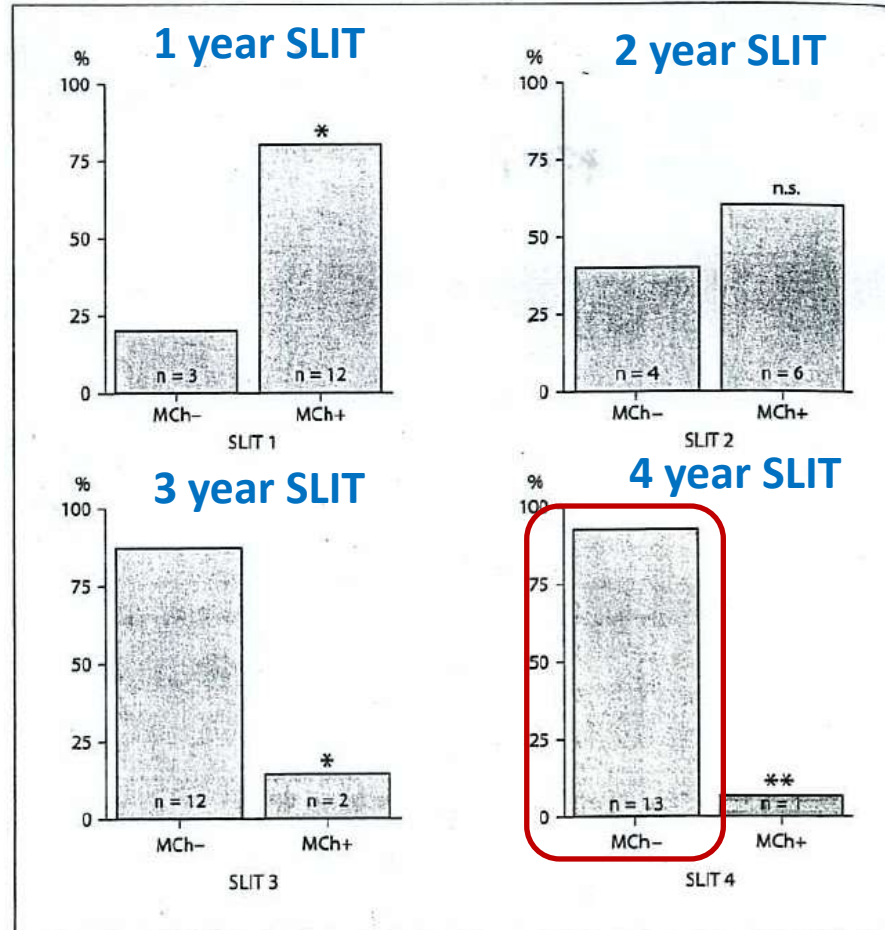 1 year SLIT
%
100
75
50
25
0
*
n = 3
n = 12
MCh−
MCh+
SLIT 1
2 year SLIT
%
100
75
50
25
0
n.s.
n = 4
n = 6
MCh−
MCh+
SLIT 2
3 year SLIT
%
100
75
50
25
0
*
n = 12
n = 2
MCh−
MCh+
SLIT 3
4 year SLIT
%
100
75
50
25
0
**
n = 13
n = 1
MCh−
MCh+
SLIT 4